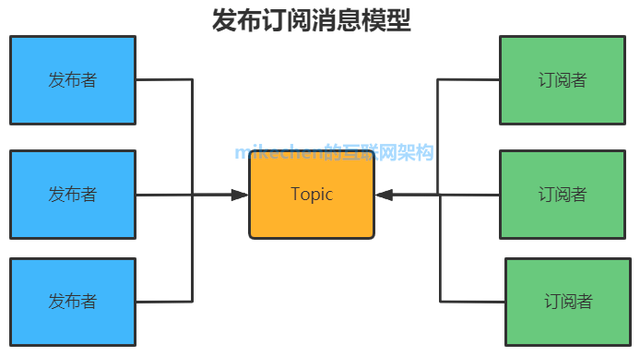 发布订阅消息模型
发布者
订阅者
mikechen的互联网架构
发布者
Topic
订阅者
发布者
订阅者